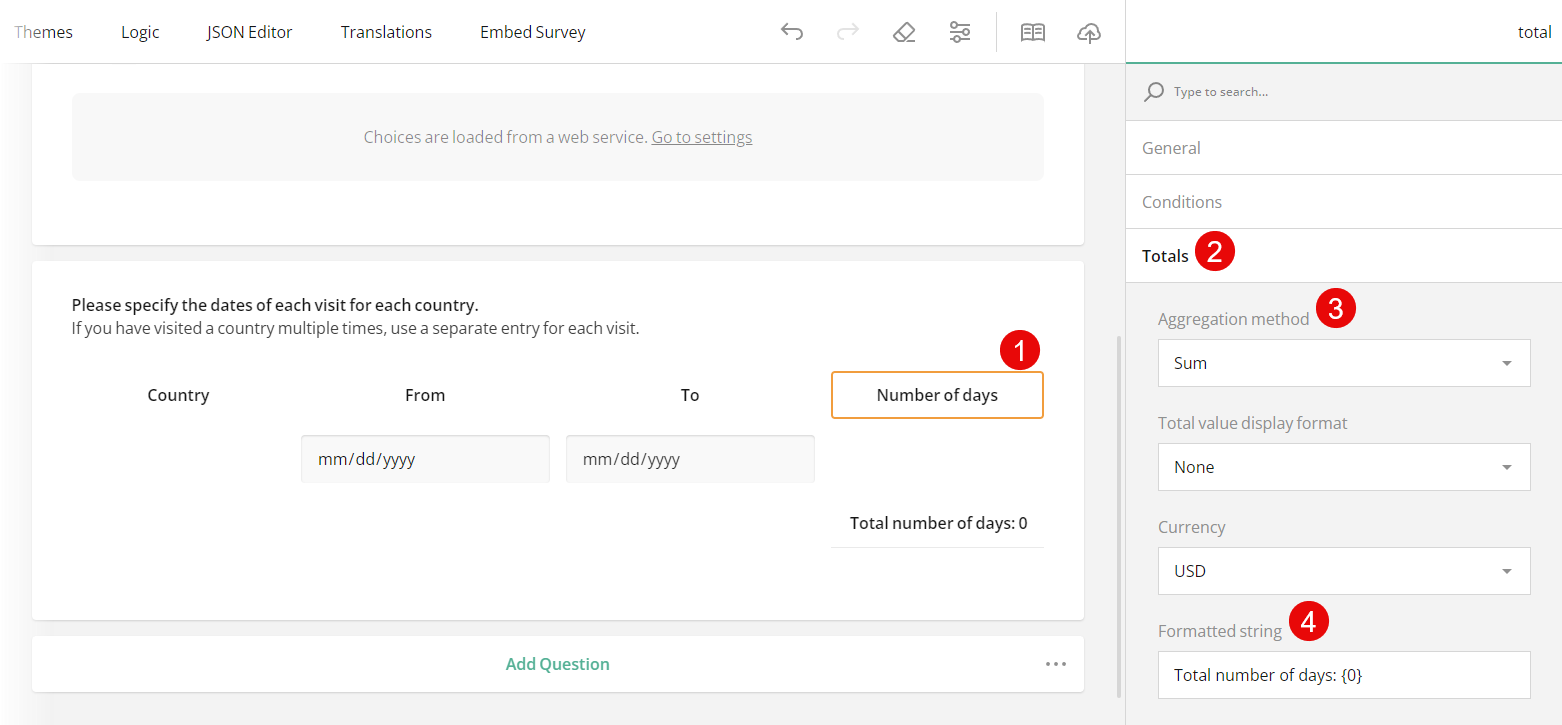 Themes Logic JSON Editor Translations Embed Survey
total
Type to search...
Choices are loaded from a web service. Go to settings
General
Conditions
Totals 2
Please specify the dates of each visit for each country.
If you have visited a country multiple times, use a separate entry for each visit.
1
Country From To Number of days
mm/dd/yyyy mm/dd/yyyy
Total number of days: 0
Add Question
Aggregation method 3
Sum
Total value display format
None
Currency
USD
Formatted string 4
Total number of days: {0}